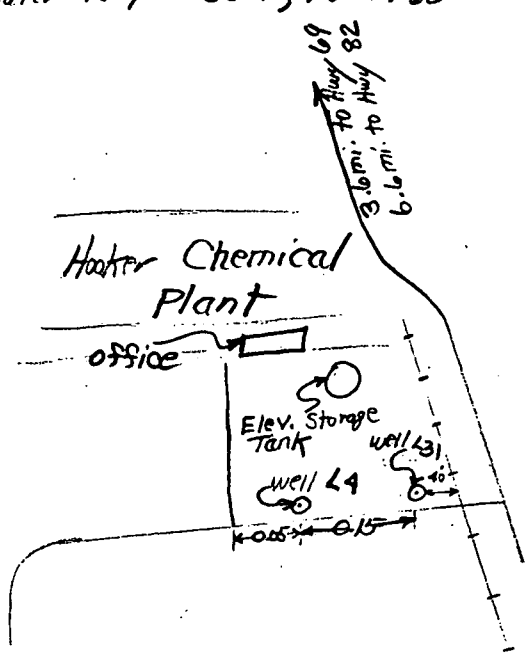 3.6 mi. to Hwy 69
6.6 mi. to Hwy 82
Hooker Chemical
Plant
office
Elev. Storage
Tank
well L31
well L4
40'
0.05
0.15